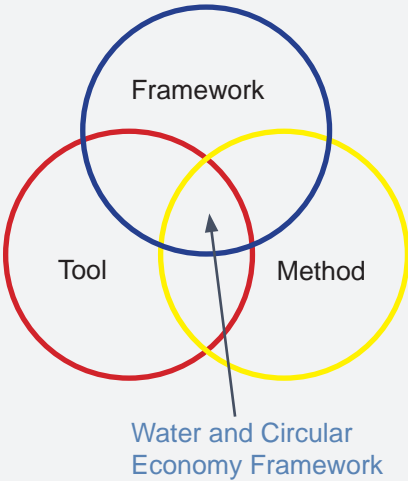 Framework
Tool
Method
Water and Circular
Economy Framework